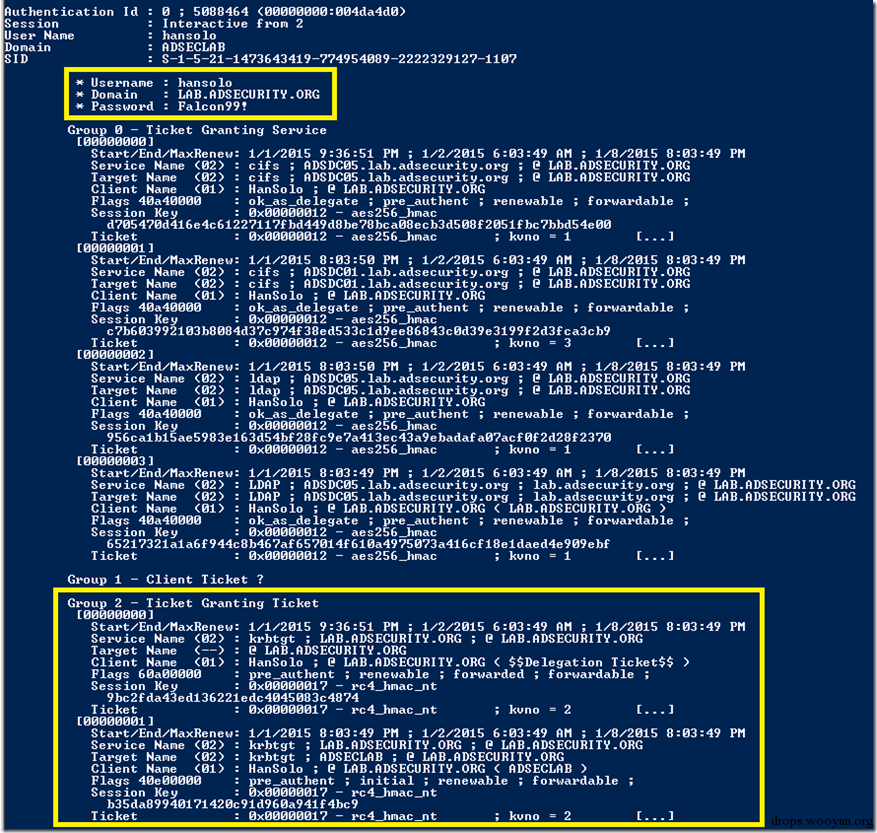 Authentication Id : 0 ; 5088464 (00000000:004da4d0)
Session : Interactive from 2
User Name : hansolo
Domain : ADSECLAB
SID : S-1-5-21-1473643419-774954089-2222329127-1107
* Username : hansolo
* Domain : LAB.ADSECURITY.ORG
* Password : Falcon99!
Group 0 - Ticket Granting Service
[00000000]
Start/End/MaxRenew: 1/1/2015 9:36:51 PM ; 1/2/2015 6:03:49 AM ; 1/8/2015 8:03:49 PM
Service Name (02) : cifs ; ADSDC05.lab.adsecurity.org ; @ LAB.ADSECURITY.ORG
Target Name (02) : cifs ; ADSDC05.lab.adsecurity.org ; @ LAB.ADSECURITY.ORG
Client Name (01) : HanSolo ; @ LAB.ADSECURITY.ORG
Flags 40a40000 : ok_as_delegate ; pre_authent ; renewable ; forwardable ;
Session Key : 0x00000012 - aes256_hmac
d705470d416e4c61227117fbd449d8be78bca08ecb3d508f2051fbc7bbd54e00
Ticket : 0x00000012 - aes256_hmac ; kvno = 1 [...]
[00000001]
Start/End/MaxRenew: 1/1/2015 8:03:50 PM ; 1/2/2015 6:03:49 AM ; 1/8/2015 8:03:49 PM
Service Name (02) : cifs ; ADSDC01.lab.adsecurity.org ; @ LAB.ADSECURITY.ORG
Target Name (02) : cifs ; ADSDC01.lab.adsecurity.org ; @ LAB.ADSECURITY.ORG
Client Name (01) : HanSolo ; @ LAB.ADSECURITY.ORG
Flags 40a40000 : ok_as_delegate ; pre_authent ; renewable ; forwardable ;
Session Key : 0x00000012 - aes256_hmac
c7b603992103b8084d37c974f38ed533c1d9ee86843c0d39e3199f2d3fca3cb9
Ticket : 0x00000012 - aes256_hmac ; kvno = 3 [...]
[00000002]
Start/End/MaxRenew: 1/1/2015 8:03:50 PM ; 1/2/2015 6:03:49 AM ; 1/8/2015 8:03:49 PM
Service Name (02) : ldap ; ADSDC05.lab.adsecurity.org ; @ LAB.ADSECURITY.ORG
Target Name (02) : ldap ; ADSDC05.lab.adsecurity.org ; @ LAB.ADSECURITY.ORG
Client Name (01) : HanSolo ; @ LAB.ADSECURITY.ORG
Flags 40a40000 : ok_as_delegate ; pre_authent ; renewable ; forwardable ;
Session Key : 0x00000012 - aes256_hmac
956ca1b15ae5983e163d54bf28fc9e7a413ec43a9ebadafa07acf0f2d28f2370
Ticket : 0x00000012 - aes256_hmac ; kvno = 1 [...]
[00000003]
Start/End/MaxRenew: 1/1/2015 8:03:49 PM ; 1/2/2015 6:03:49 AM ; 1/8/2015 8:03:49 PM
Service Name (02) : LDAP ; ADSDC05.lab.adsecurity.org ; lab.adsecurity.org ; @ LAB.ADSECURITY.ORG
Target Name (02) : LDAP ; ADSDC05.lab.adsecurity.org ; lab.adsecurity.org ; @ LAB.ADSECURITY.ORG
Client Name (01) : HanSolo ; @ LAB.ADSECURITY.ORG ( LAB.ADSECURITY.ORG )
Flags 40a40000 : ok_as_delegate ; pre_authent ; renewable ; forwardable ;
Session Key : 0x00000012 - aes256_hmac
65217321a1a6f944c8b467af657014f610a4975073a416cf18e1daed4e909ebf
Ticket : 0x00000012 - aes256_hmac ; kvno = 1 [...]
Group 1 - Client Ticket ?
Group 2 - Ticket Granting Ticket
[00000000]
Start/End/MaxRenew: 1/1/2015 9:36:51 PM ; 1/2/2015 6:03:49 AM ; 1/8/2015 8:03:49 PM
Service Name (02) : krbtgt ; LAB.ADSECURITY.ORG ; @ LAB.ADSECURITY.ORG
Target Name (--) : @ LAB.ADSECURITY.ORG
Client Name (01) : HanSolo ; @ LAB.ADSECURITY.ORG ( $$Delegation Ticket$$ )
Flags 60a00000 : pre_authent ; renewable ; forwarded ; forwardable ;
Session Key : 0x00000017 - rc4_hmac_nt
9bc2fda43ed136221edc4045083c4874
Ticket : 0x00000017 - rc4_hmac_nt ; kvno = 2 [...]
[00000001]
Start/End/MaxRenew: 1/1/2015 8:03:49 PM ; 1/2/2015 6:03:49 AM ; 1/8/2015 8:03:49 PM
Service Name (02) : krbtgt ; LAB.ADSECURITY.ORG ; @ LAB.ADSECURITY.ORG
Target Name (02) : krbtgt ; ADSECLAB ; @ LAB.ADSECURITY.ORG
Client Name (01) : HanSolo ; @ LAB.ADSECURITY.ORG ( ADSECLAB )
Flags 40e00000 : pre_authent ; initial ; renewable ; forwardable ;
Session Key : 0x00000017 - rc4_hmac_nt
b35da89940171420c91d960a941f4bc9
Ticket : 0x00000017 - rc4_hmac_nt ; kvno = 2 [...]
drops.wooyun.org